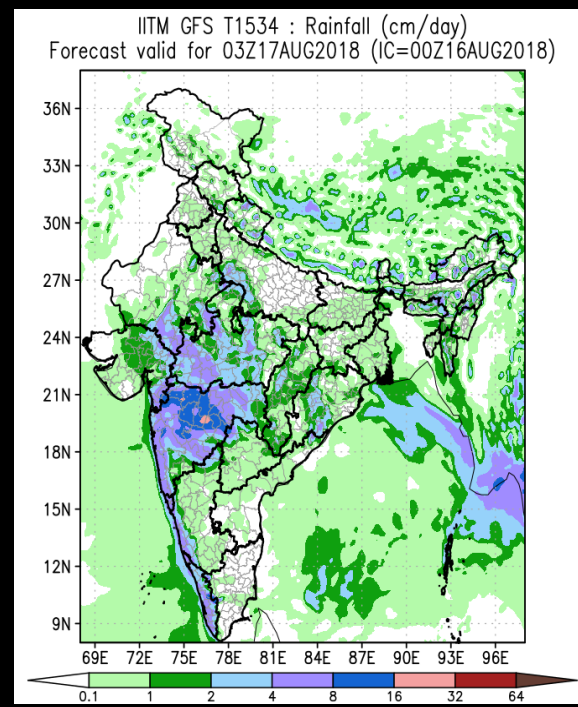 IITM GFS T1534 : Rainfall (cm/day)
Forecast valid for 03Z17AUG2018 (IC=00Z16AUG2018)
36N
33N
30N
27N
24N
21N
18N
15N
12N
9N
69E 72E 75E 78E 81E 84E 87E 90E 93E 96E
0.1 1 2 4 8 16 32 64